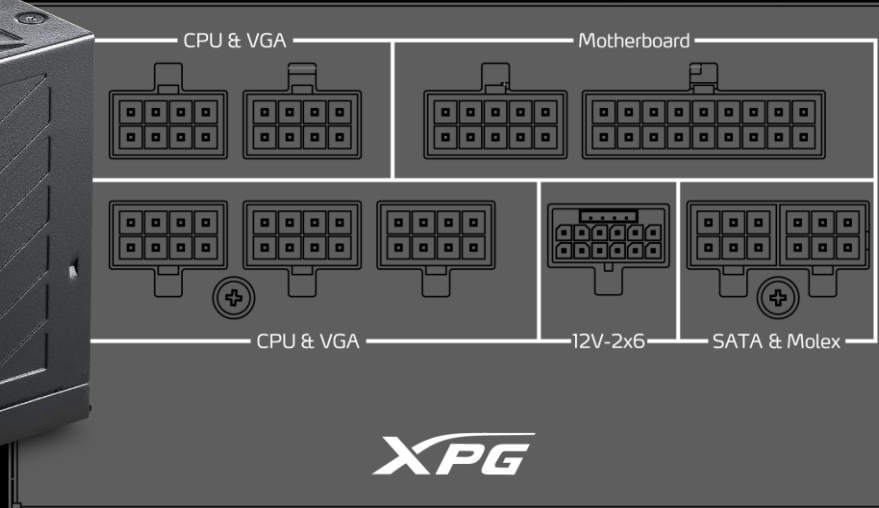 CPU & VGA
Motherboard
CPU & VGA
12V-2x6
SATA & Molex
XPG